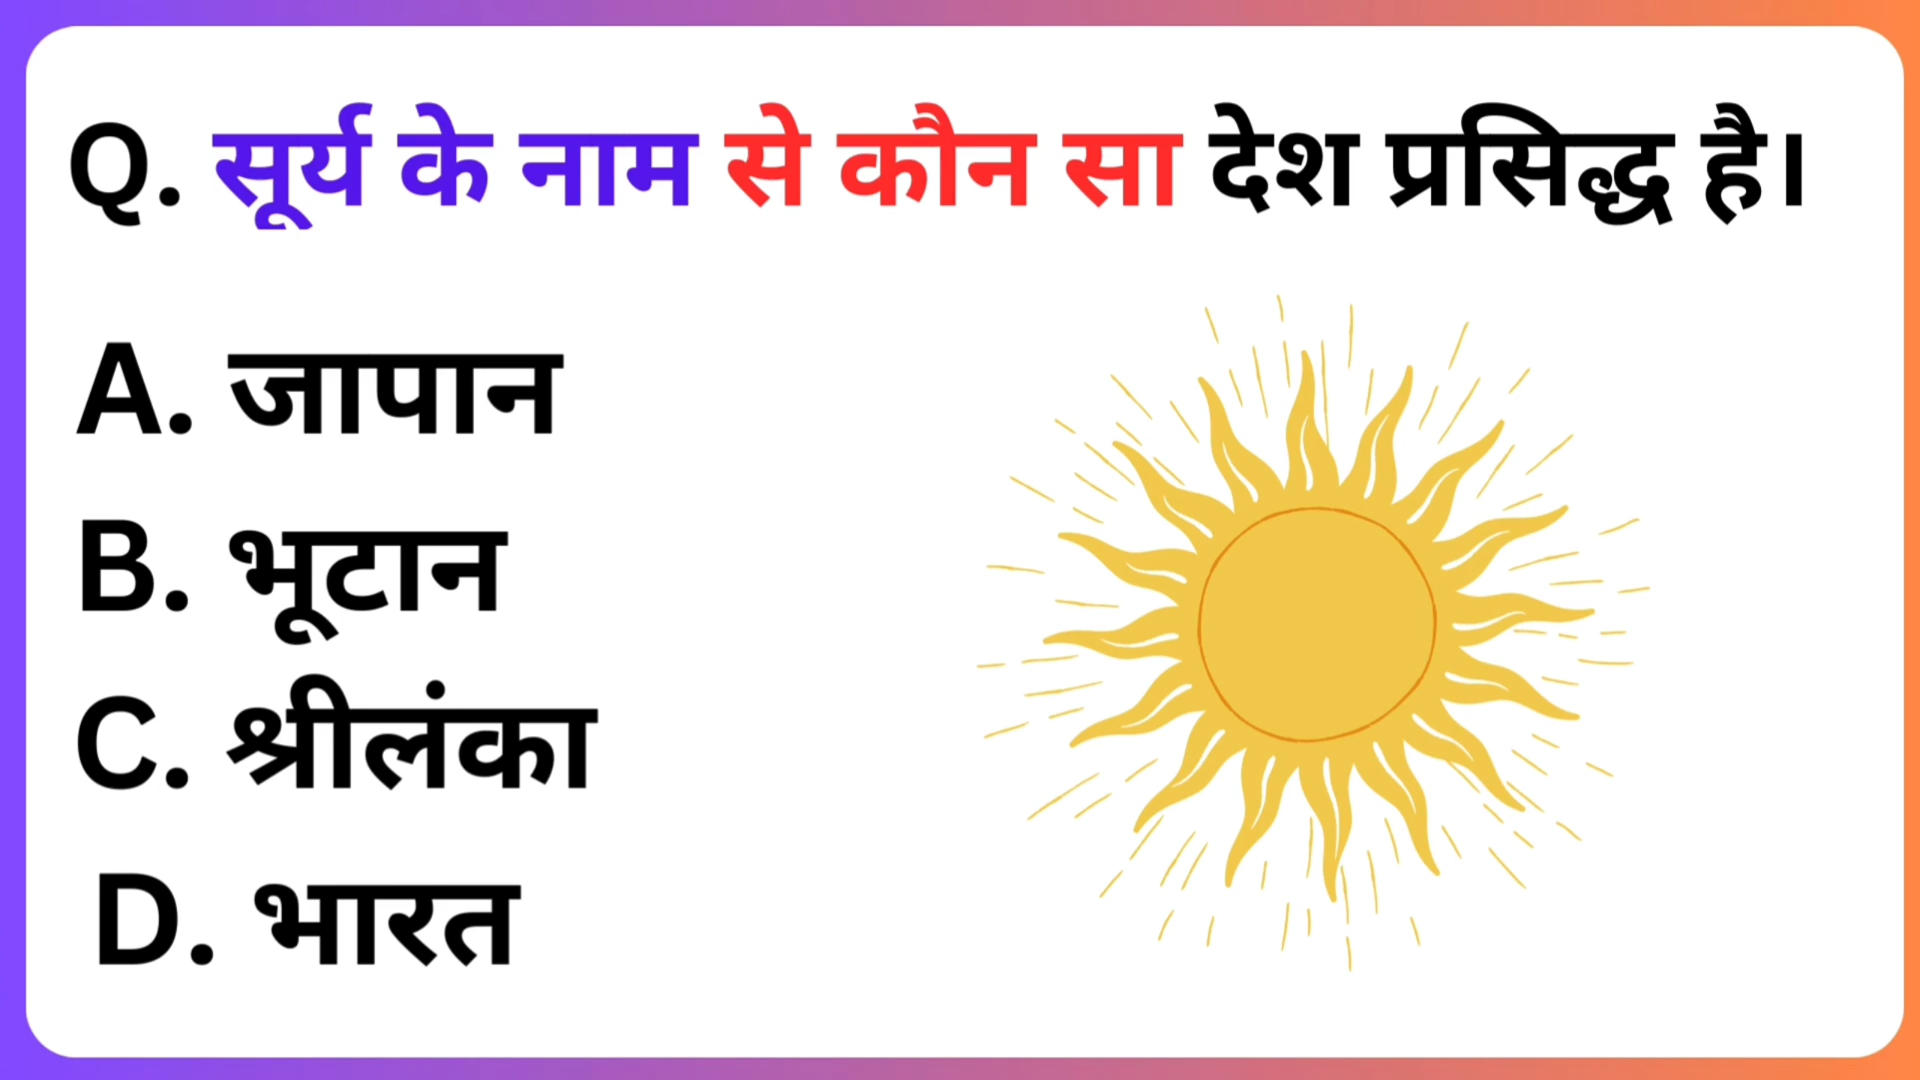 Q. सूर्य के नाम से कौन सा देश प्रसिद्ध है।
A. जापान
B. भूटान
C. श्रीलंका
D. भारत